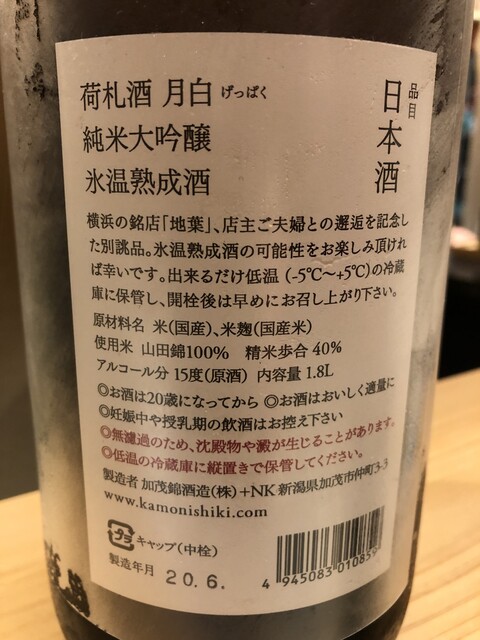 品目
日本酒
荷札酒 月白 げっぱく
純米大吟醸
氷温熟成酒
横浜の銘店「地葉」、店主ご夫婦との邂逅を記念し
た別誂品。氷温熟成酒の可能性をお楽しみ頂けれ
ば幸いです。出来るだけ低温 (-5℃～+5℃)の冷蔵
庫に保管し、開栓後は早めにお召し上がり下さい。
原材料名 米(国産)、米麹(国産米)
使用米 山田錦100% 精米歩合 40%
アルコール分 15度(原酒) 内容量 1.8L
◎お酒は20歳になってから ◎お酒はおいしく適量に
◎妊娠中や授乳期の飲酒はお控え下さい
◎無濾過のため、沈殿物や澱が生じることがあります。
◎低温の冷蔵庫に縦置きで保管してください。
製造者 加茂錦酒造(株)+NK 新潟県加茂市仲町3-3
www.kamonishiki.com
プラ キャップ(中栓)
製造年月 20.6.
4 945083 010859